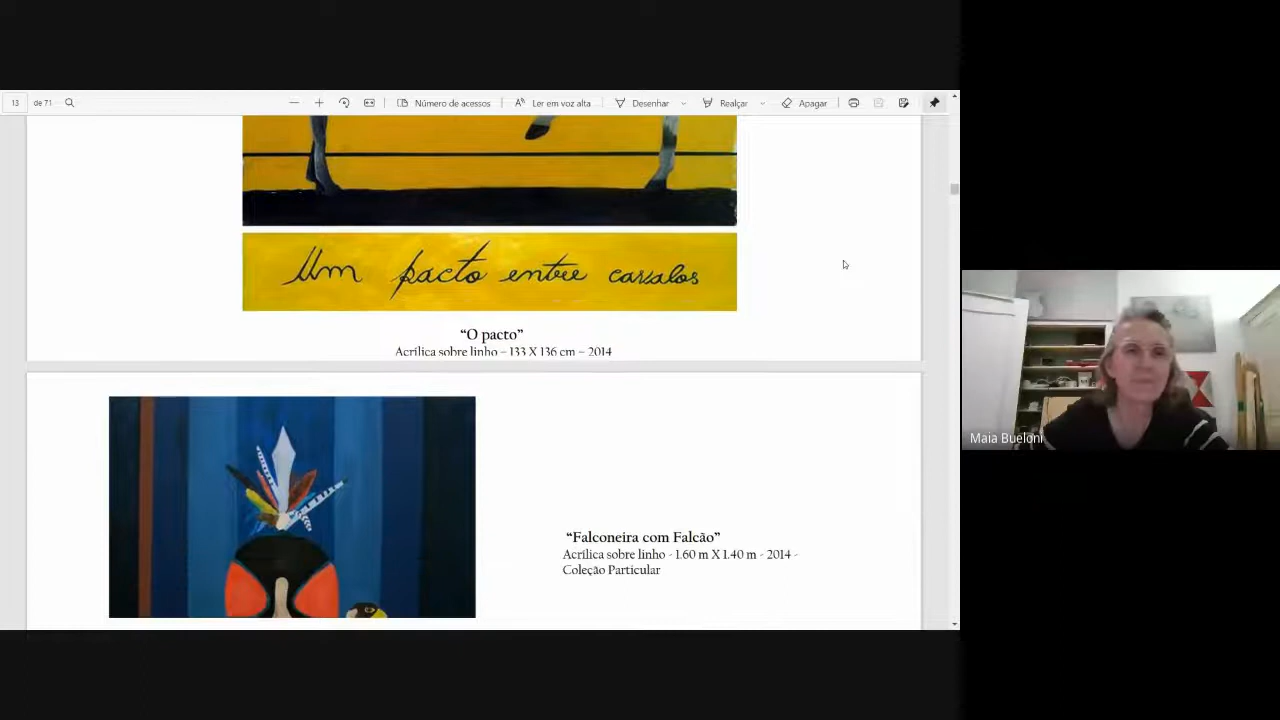 13 de 71 Número de acessos Ler em voz alta Desenhar Realçar Apagar
Um pacto entre cavalos
“O pacto”
Acrílica sobre linho – 133 X 136 cm – 2014
“Falconeira com Falcão”
Acrílica sobre linho - 1.60 m X 1.40 m - 2014 -
Coleção Particular
Maia Bueloni